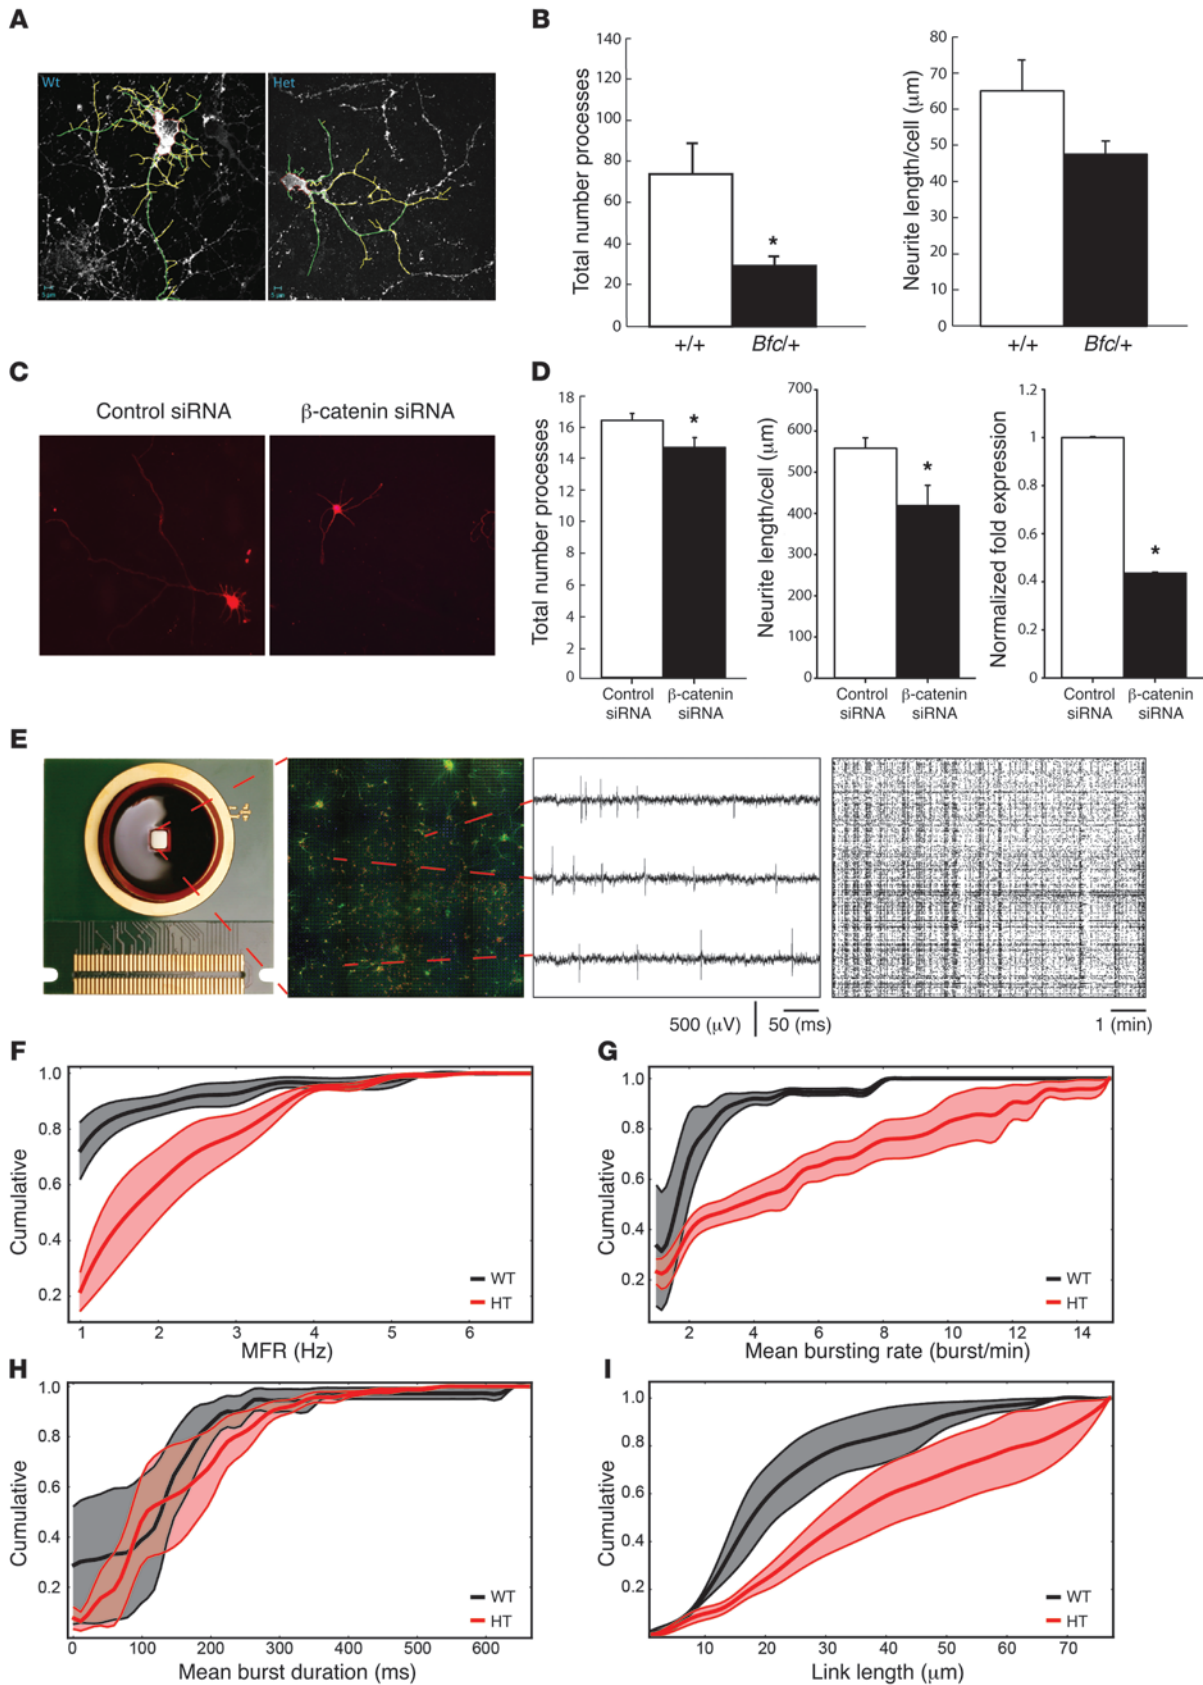 A
Wt
Het
5 μm
5 μm
B
Total number processes
140
120
100
80
60
40
20
0
*
+/+
Bfc/+
Neurite length/cell (μm)
80
70
60
50
40
30
20
10
0
+/+
Bfc/+
C
Control siRNA
β-catenin siRNA
D
Total number processes
18
16
14
12
10
8
6
4
2
0
*
Control siRNA
β-catenin siRNA
Neurite length/cell (μm)
700
600
500
400
300
200
100
0
*
Control siRNA
β-catenin siRNA
Normalized fold expression
1.2
1
0.8
0.6
0.4
0.2
0
*
Control siRNA
β-catenin siRNA
E
500 (μV)
50 (ms)
1 (min)
F
Cumulative
1.0
0.8
0.6
0.4
0.2
WT
HT
1 2 3 4 5 6
MFR (Hz)
G
Cumulative
1.0
0.8
0.6
0.4
0.2
WT
HT
2 4 6 8 10 12 14
Mean bursting rate (burst/min)
H
Cumulative
1.0
0.8
0.6
0.4
0.2
WT
HT
0 100 200 300 400 500 600
Mean burst duration (ms)
I
Cumulative
1.0
0.8
0.6
0.4
0.2
WT
HT
10 20 30 40 50 60 70
Link length (μm)